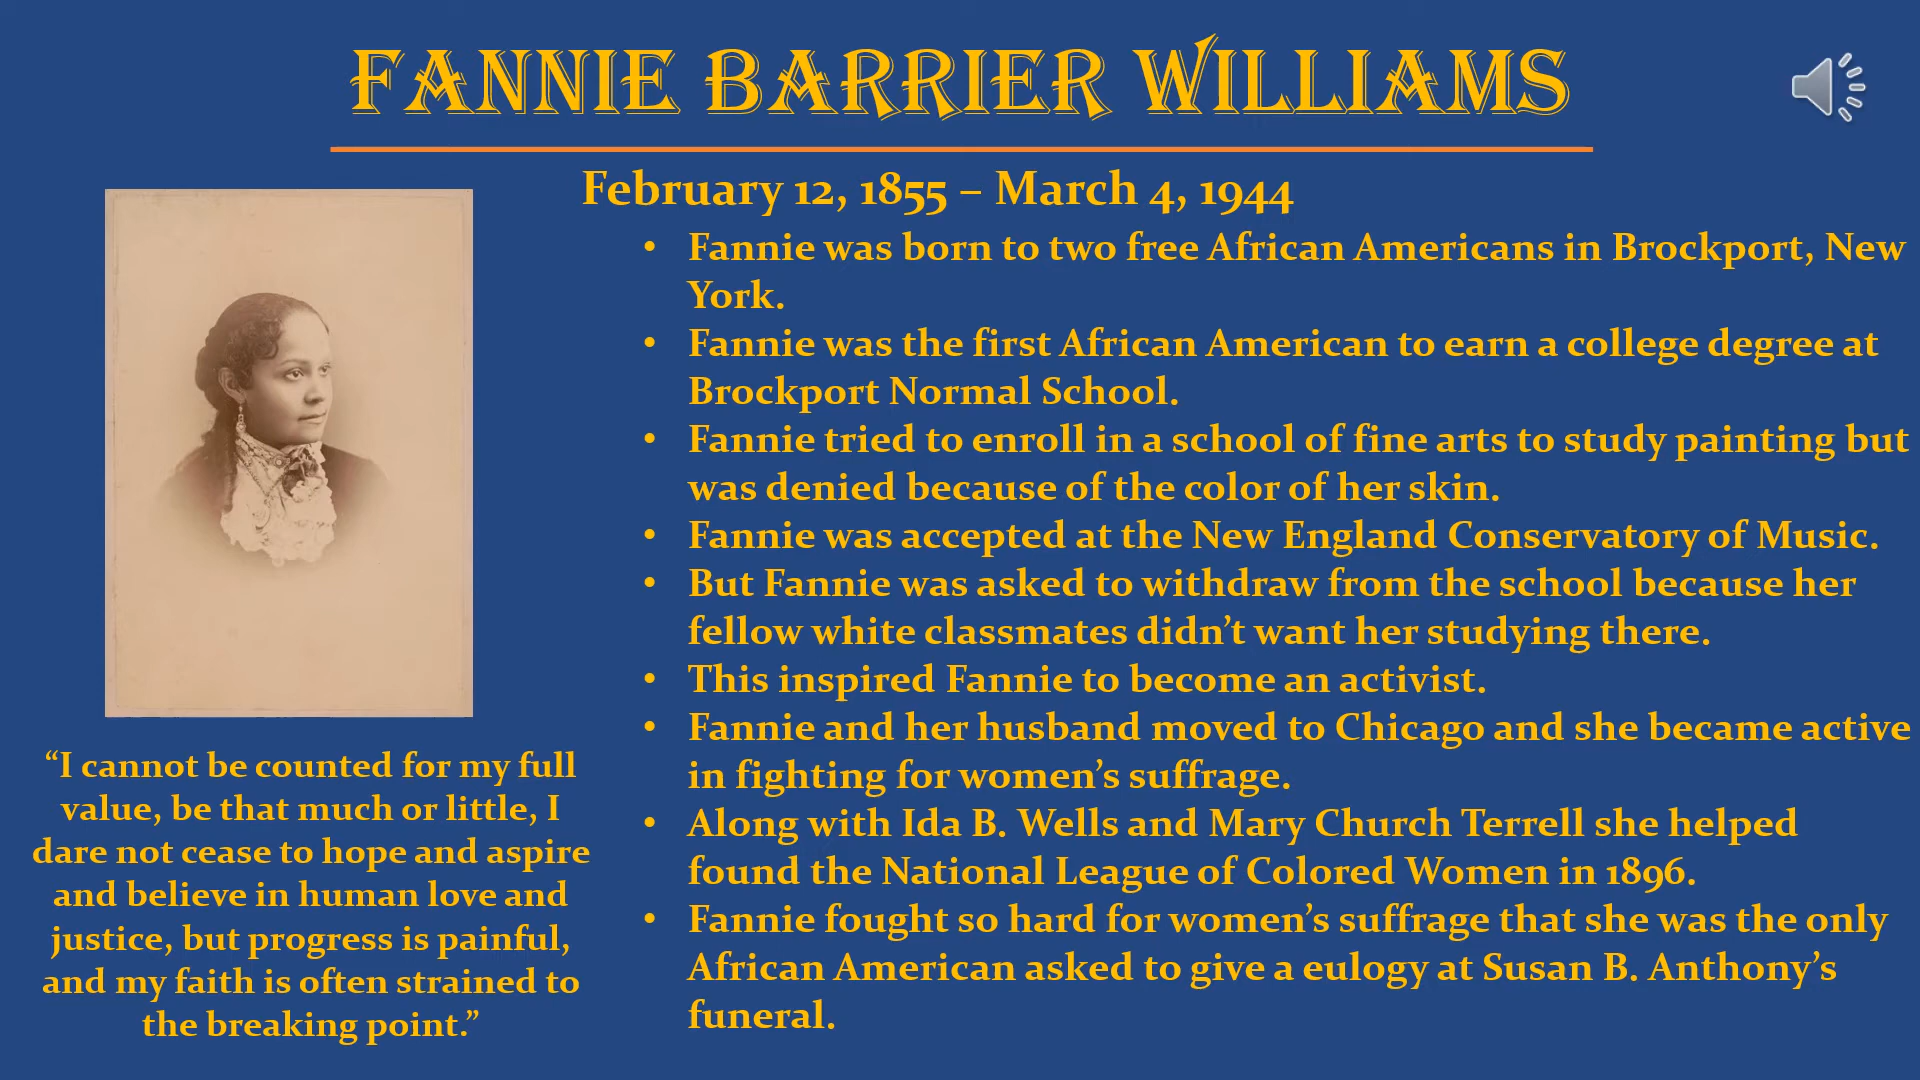 FANNIE BARRIER WILLIAMS
February 12, 1855 – March 4, 1944
• Fannie was born to two free African Americans in Brockport, New
York.
• Fannie was the first African American to earn a college degree at
Brockport Normal School.
• Fannie tried to enroll in a school of fine arts to study painting but
was denied because of the color of her skin.
• Fannie was accepted at the New England Conservatory of Music.
• But Fannie was asked to withdraw from the school because her
fellow white classmates didn’t want her studying there.
• This inspired Fannie to become an activist.
• Fannie and her husband moved to Chicago and she became active
in fighting for women’s suffrage.
• Along with Ida B. Wells and Mary Church Terrell she helped
found the National League of Colored Women in 1896.
• Fannie fought so hard for women’s suffrage that she was the only
African American asked to give a eulogy at Susan B. Anthony’s
funeral.
“I cannot be counted for my full
value, be that much or little, I
dare not cease to hope and aspire
and believe in human love and
justice, but progress is painful,
and my faith is often strained to
the breaking point.”